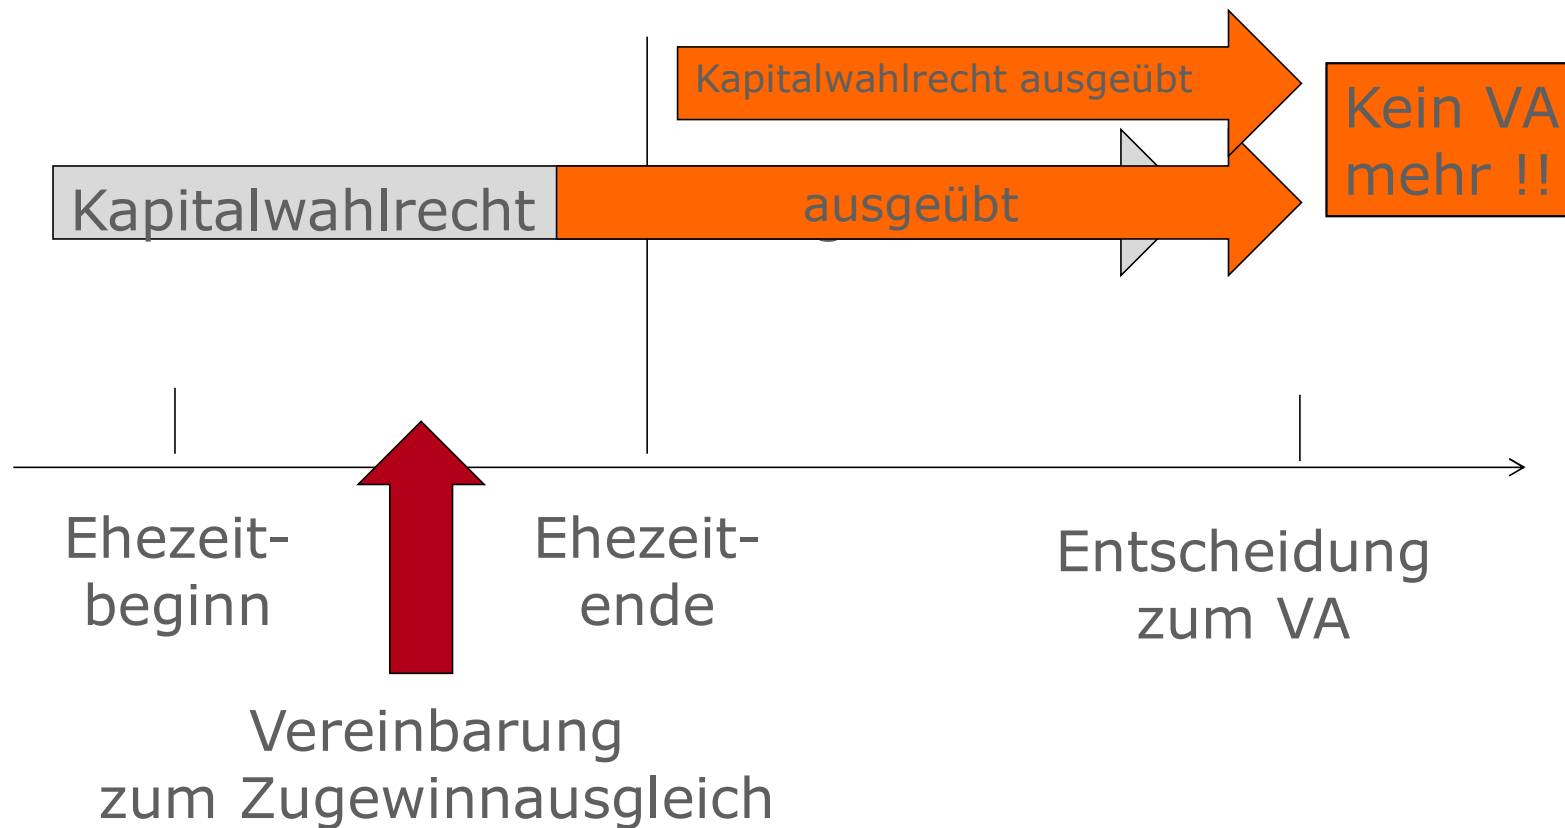 Kapitalwahlrecht ausgeübt
Kein VA
mehr !!
Kapitalwahlrecht
ausgeübt
Ehezeit-
beginn
Ehezeit-
ende
Entscheidung
zum VA
Vereinbarung
zum Zugewinnausgleich